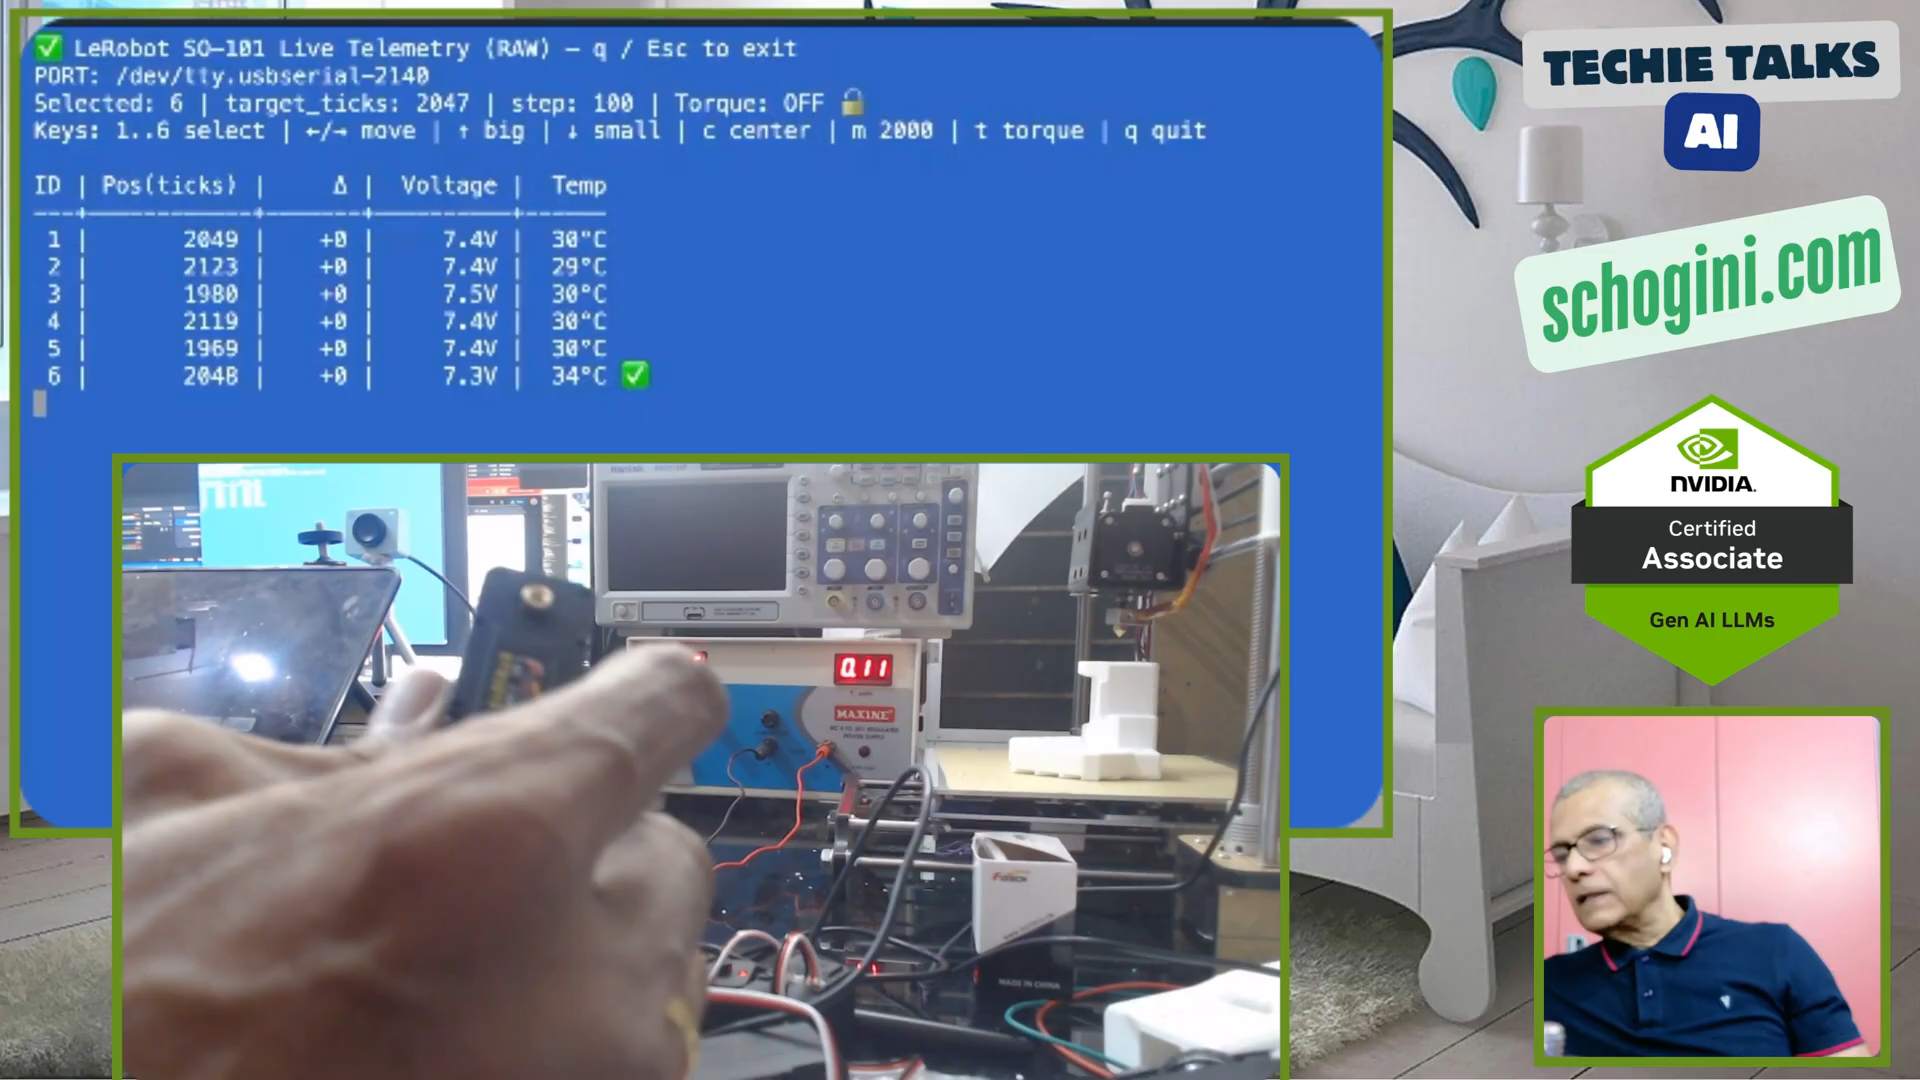 ✅ LeRobot SO-101 Live Telemetry (RAW) — q / Esc to exit
PORT: /dev/tty.usbserial-2140
Selected: 6 | target_ticks: 2047 | step: 100 | Torque: OFF 🔓
Keys: 1..6 select | ←/→ move | ↑ big | ↓ small | c center | m 2000 | t torque | q quit
ID | Pos(ticks) | Δ | Voltage | Temp
1 | 2049 | +0 | 7.4V | 30°C
2 | 2123 | +0 | 7.4V | 29°C
3 | 1980 | +0 | 7.5V | 30°C
4 | 2119 | +0 | 7.4V | 30°C
5 | 1969 | +0 | 7.4V | 30°C
6 | 2048 | +0 | 7.3V | 34°C ✅
TECHIE TALKS
AI
schogini.com
NVIDIA.
Certified
Associate
Gen AI LLMs
0.11
MAXINE
MADE IN CHINA